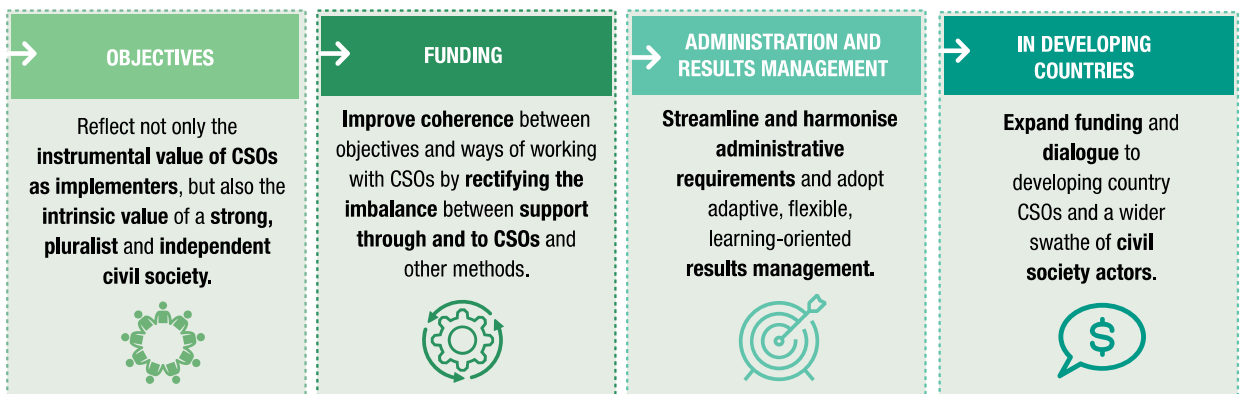 OBJECTIVES
Reflect not only the
instrumental value of CSOs
as implementers, but also the
intrinsic value of a strong,
pluralist and independent
civil society.
FUNDING
Improve coherence between
objectives and ways of working
with CSOs by rectifying the
imbalance between support
through and to CSOs and
other methods.
ADMINISTRATION AND
RESULTS MANAGEMENT
Streamline and harmonise
administrative
requirements and adopt
adaptive, flexible,
learning-oriented
results management.
IN DEVELOPING
COUNTRIES
Expand funding and
dialogue to
developing country
CSOs and a wider
swathe of civil
society actors.
$